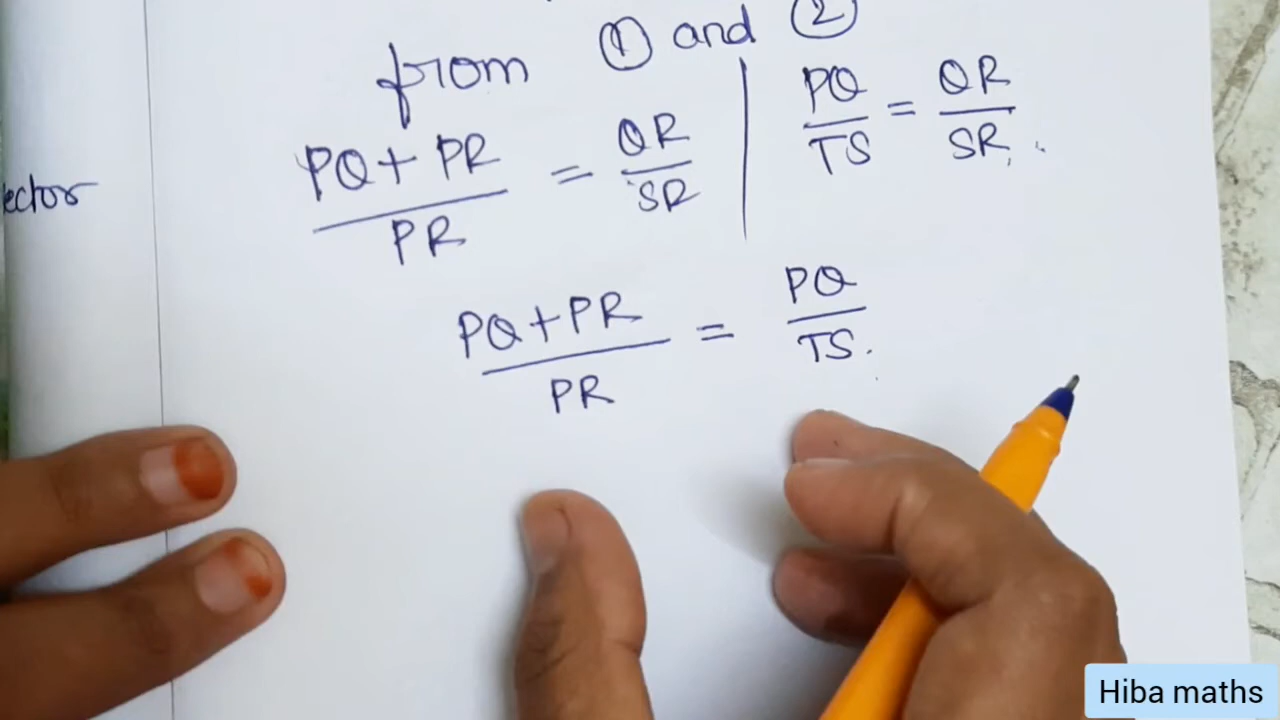 from ① and ②
PQ + PR / PR = QR / SR | PQ / TS = QR / SR.
ector
PQ + PR / PR = PQ / TS.
Hiba maths